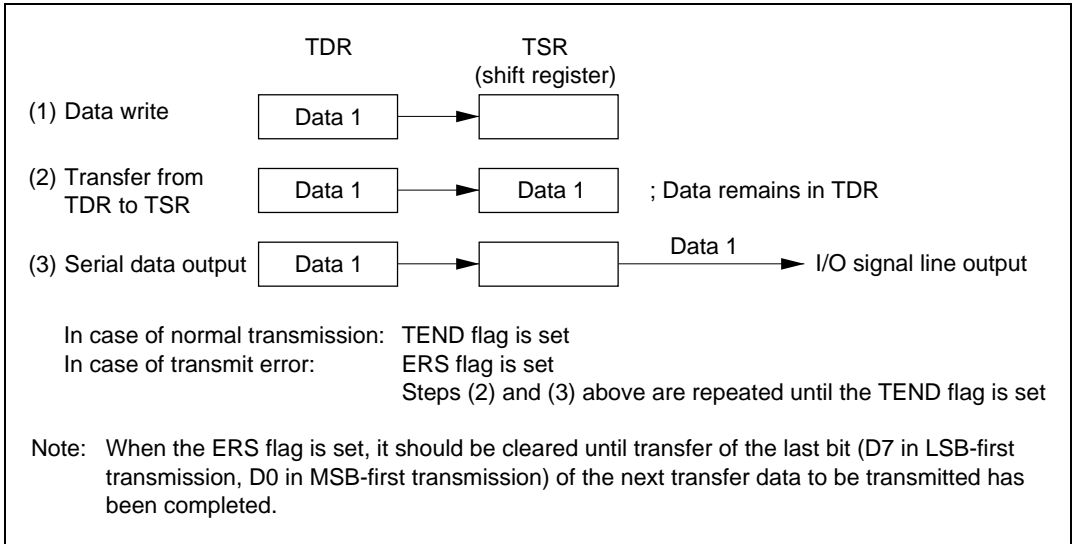 TDR
TSR
(shift register)
(1) Data write
Data 1
(2) Transfer from
TDR to TSR
Data 1
Data 1
; Data remains in TDR
(3) Serial data output
Data 1
Data 1
I/O signal line output
In case of normal transmission: TEND flag is set
In case of transmit error: ERS flag is set
Steps (2) and (3) above are repeated until the TEND flag is set
Note: When the ERS flag is set, it should be cleared until transfer of the last bit (D7 in LSB-first
transmission, D0 in MSB-first transmission) of the next transfer data to be transmitted has
been completed.